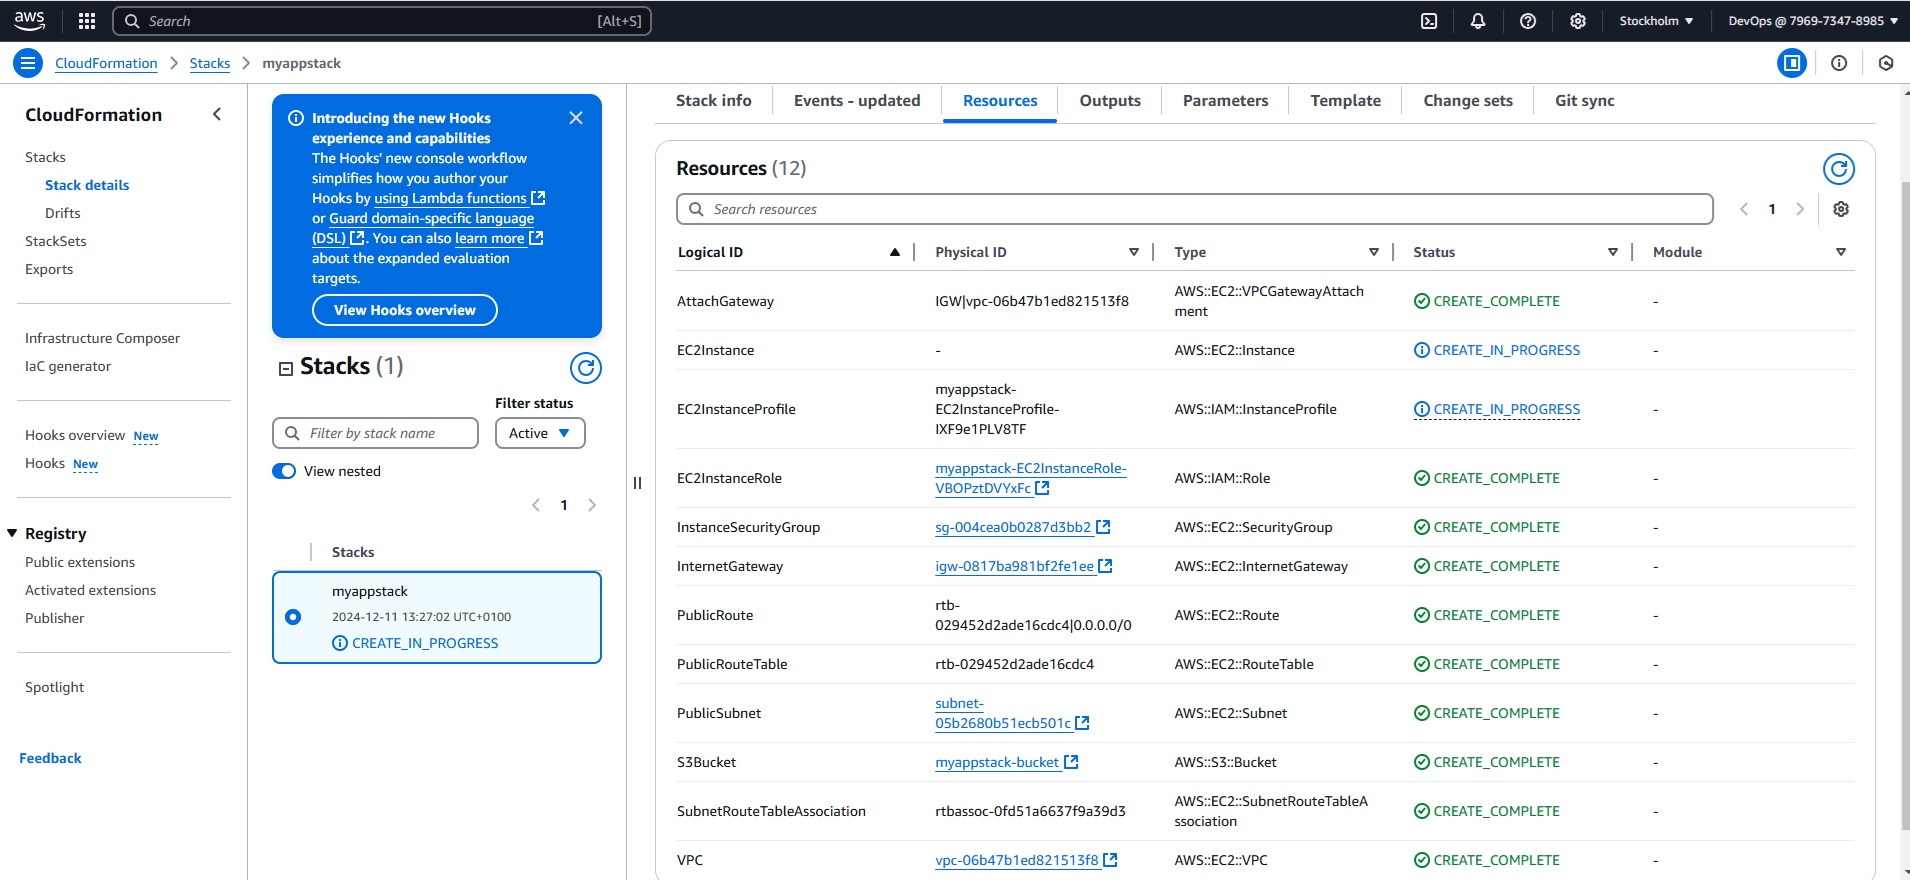 aws
Search
[Alt+S]
Stockholm
DevOps @ 7969-7347-8985
CloudFormation
Stacks
myappstack
CloudFormation
Stacks
Stack details
Drifts
StackSets
Exports
Infrastructure Composer
IaC generator
Hooks overview New
Hooks New
Registry
Public extensions
Activated extensions
Publisher
Spotlight
Feedback
Introducing the new Hooks
experience and capabilities
The Hooks' new console workflow
simplifies how you author your
Hooks by using Lambda functions
or Guard domain-specific language
(DSL). You can also learn more
about the expanded evaluation
targets.
View Hooks overview
Stacks (1)
Filter status
Filter by stack name
Active
View nested
1
Stacks
myappstack
2024-12-11 13:27:02 UTC+0100
CREATE_IN_PROGRESS
Stack info
Events - updated
Resources
Outputs
Parameters
Template
Change sets
Git sync
Resources (12)
Search resources
1
Logical ID
Physical ID
Type
Status
Module
AttachGateway
IGW|vpc-06b47b1ed821513f8
AWS::EC2::VPCGatewayAttach
ment
CREATE_COMPLETE
-
EC2Instance
-
AWS::EC2::Instance
CREATE_IN_PROGRESS
-
EC2InstanceProfile
myappstack-
EC2InstanceProfile-
IXF9e1PLV8TF
AWS::IAM::InstanceProfile
CREATE_IN_PROGRESS
-
EC2InstanceRole
myappstack-EC2InstanceRole-
VBOPztDVYxFc
AWS::IAM::Role
CREATE_COMPLETE
-
InstanceSecurityGroup
sg-004cea0b0287d3bb2
AWS::EC2::SecurityGroup
CREATE_COMPLETE
-
InternetGateway
igw-0817ba981bf2fe1ee
AWS::EC2::InternetGateway
CREATE_COMPLETE
-
PublicRoute
rtb-
029452d2ade16cdc4|0.0.0.0/0
AWS::EC2::Route
CREATE_COMPLETE
-
PublicRouteTable
rtb-029452d2ade16cdc4
AWS::EC2::RouteTable
CREATE_COMPLETE
-
PublicSubnet
subnet-
05b2680b51ecb501c
AWS::EC2::Subnet
CREATE_COMPLETE
-
S3Bucket
myappstack-bucket
AWS::S3::Bucket
CREATE_COMPLETE
-
SubnetRouteTableAssociation
rtbassoc-0fd51a6637f9a39d3
AWS::EC2::SubnetRouteTableA
ssociation
CREATE_COMPLETE
-
VPC
vpc-06b47b1ed821513f8
AWS::EC2::VPC
CREATE_COMPLETE
-